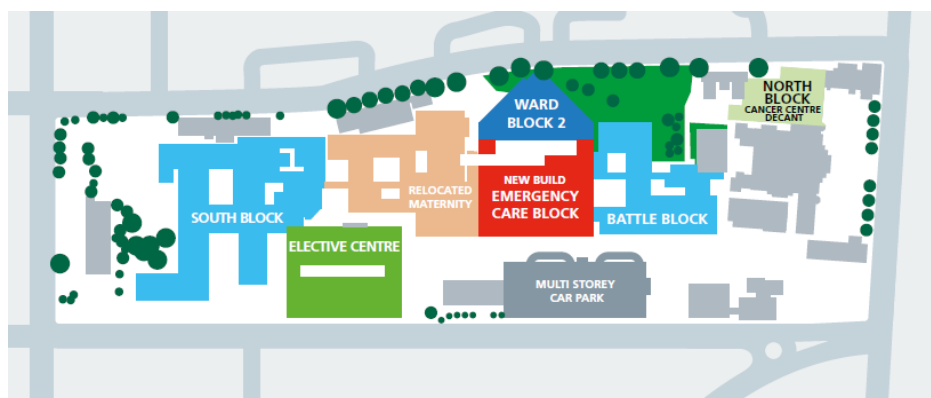 WARD
BLOCK 2
NORTH
BLOCK
CANCER CENTRE
DECANT
NEW BUILD
EMERGENCY
CARE BLOCK
RELOCATED
MATERNITY
SOUTH BLOCK
BATTLE BLOCK
ELECTIVE CENTRE
MULTI STOREY
CAR PARK